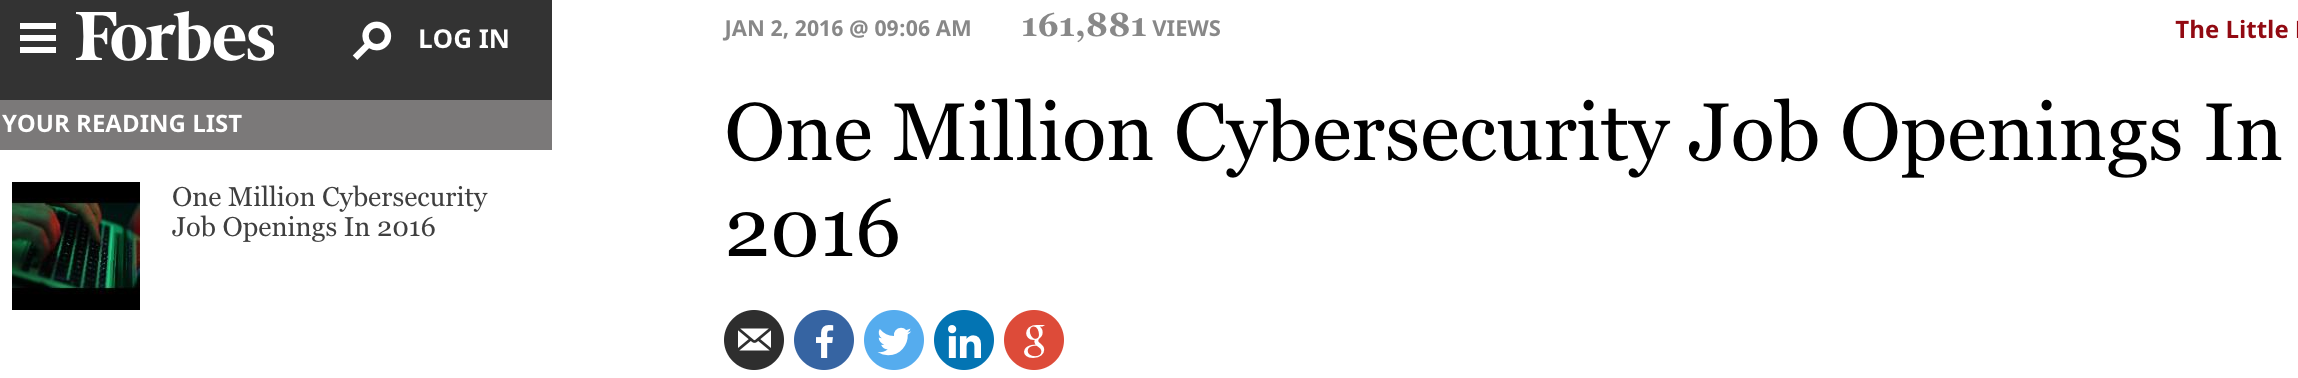 Forbes
LOG IN
YOUR READING LIST
One Million Cybersecurity
Job Openings In 2016
JAN 2, 2016 @ 09:06 AM 161,881 VIEWS
The Little
One Million Cybersecurity Job Openings In
2016
f
in
g